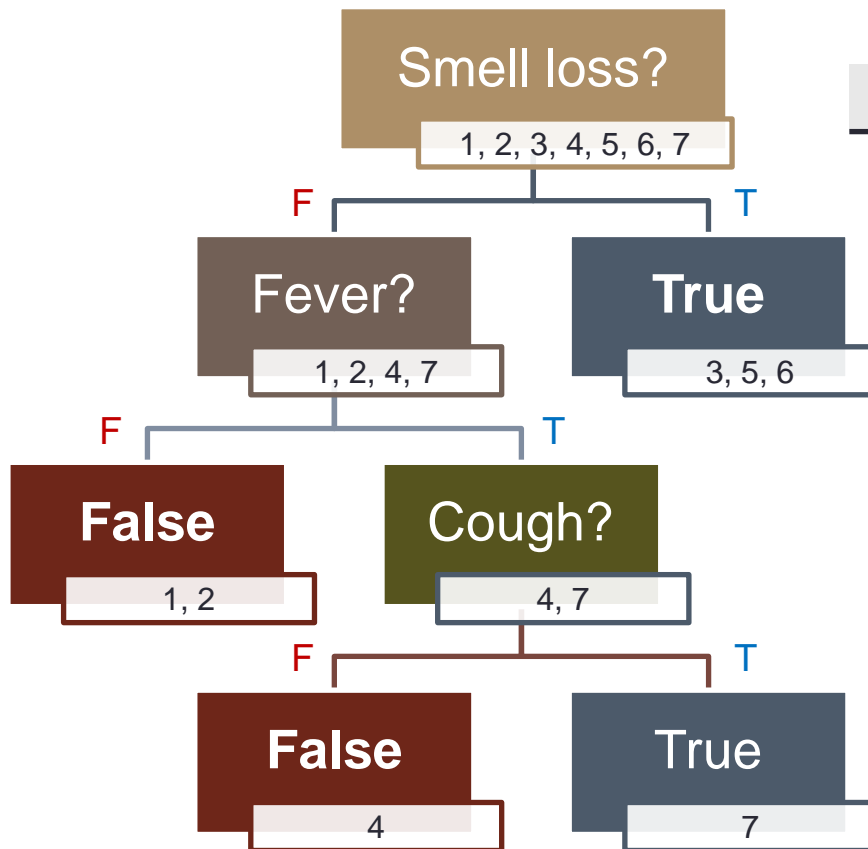 Smell loss?
1, 2, 3, 4, 5, 6, 7
F
T
Fever?
1, 2, 4, 7
True
3, 5, 6
F
T
False
1, 2
Cough?
4, 7
F
T
False
4
True
7